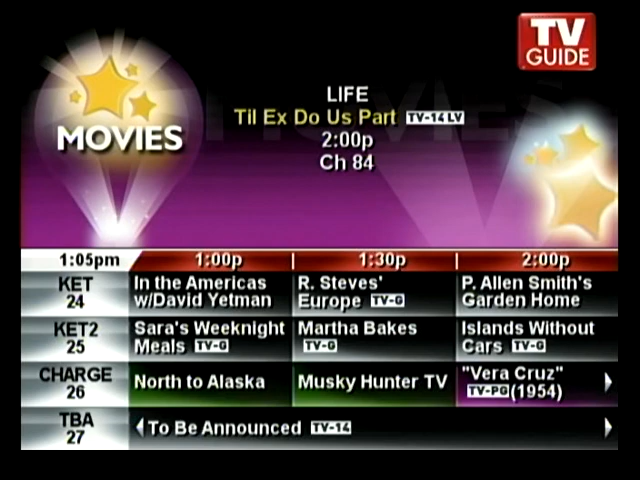 TV
GUIDE
MOVIES
LIFE
Til Ex Do Us Part TV-14 LV
2:00p
Ch 84
1:05pm 1:00p 1:30p 2:00p
KET
24
In the Americas
w/David Yetman
R. Steves'
Europe TV-G
P. Allen Smith's
Garden Home
KET2
25
Sara's Weeknight
Meals TV-G
Martha Bakes
TV-G
Islands Without
Cars TV-G
CHARGE
26
North to Alaska
Musky Hunter TV
"Vera Cruz"
TV-PG (1954)
TBA
27
To Be Announced TV-14